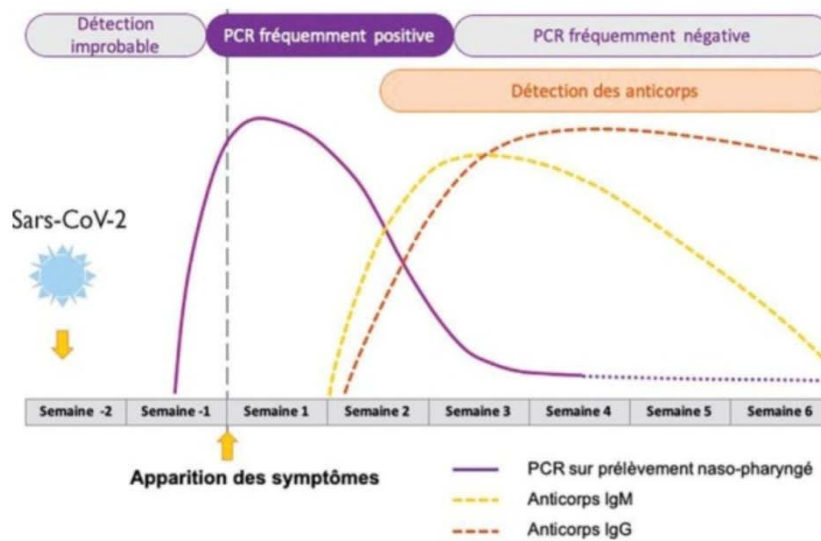 Détection
improbable
PCR fréquemment positive
PCR fréquemment négative
Détection des anticorps
Sars-CoV-2
Semaine -2
Semaine -1
Semaine 1
Semaine 2
Semaine 3
Semaine 4
Semaine 5
Semaine 6
Apparition des symptômes
PCR sur prélèvement naso-pharyngé
Anticorps IgM
Anticorps IgG